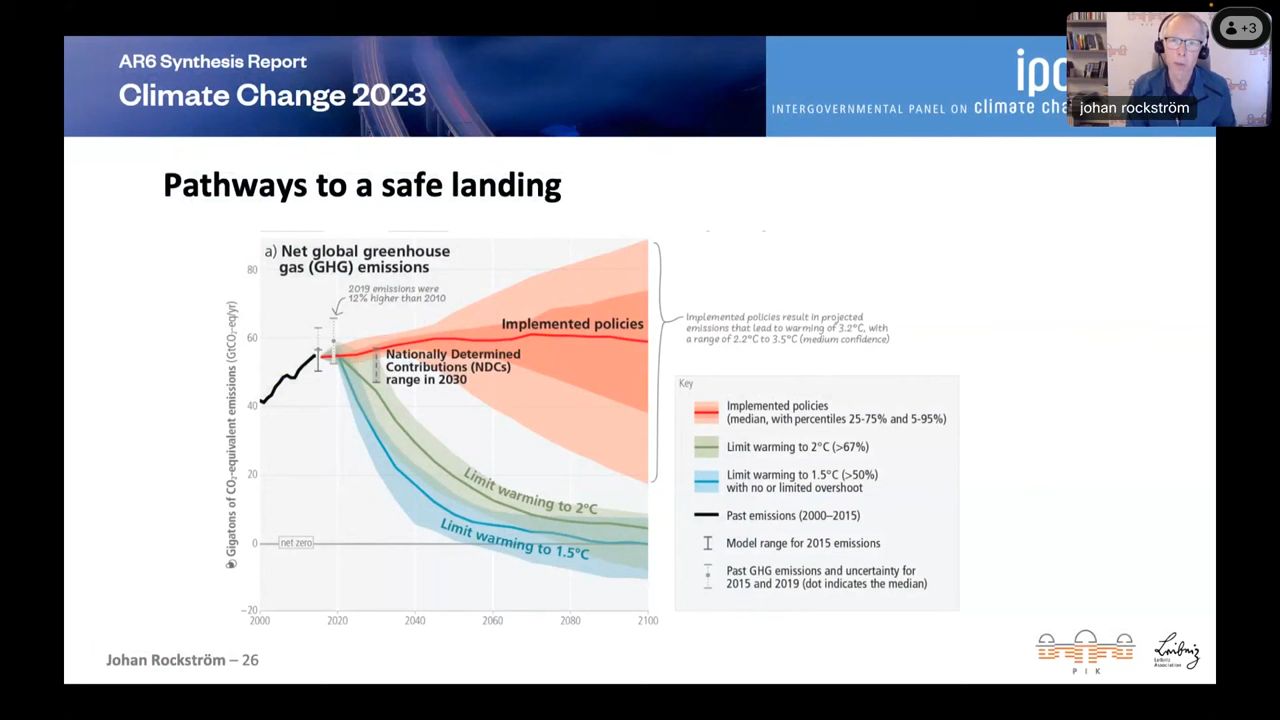 AR6 Synthesis Report
Climate Change 2023
ipc
INTERGOVERNMENTAL PANEL ON climate cha
+3
johan rockström
Pathways to a safe landing
a) Net global greenhouse
gas (GHG) emissions
2019 emissions were
12% higher than 2010
Gigatons of CO₂-equivalent emissions (GtCO₂-eq/yr)
80
60
40
20
0
−20
net zero
2000
2020
2040
2060
2080
2100
Implemented policies
Nationally Determined
Contributions (NDCs)
range in 2030
Limit warming to 2°C
Limit warming to 1.5°C
Implemented policies result in projected
emissions that lead to warming of 3.2°C, with
a range of 2.2°C to 3.5°C (medium confidence)
Key
Implemented policies
(median, with percentiles 25-75% and 5-95%)
Limit warming to 2°C (>67%)
Limit warming to 1.5°C (>50%)
with no or limited overshoot
Past emissions (2000–2015)
Model range for 2015 emissions
Past GHG emissions and uncertainty for
2015 and 2019 (dot indicates the median)
Johan Rockström – 26
P I K
Leibniz
Leibniz
Association